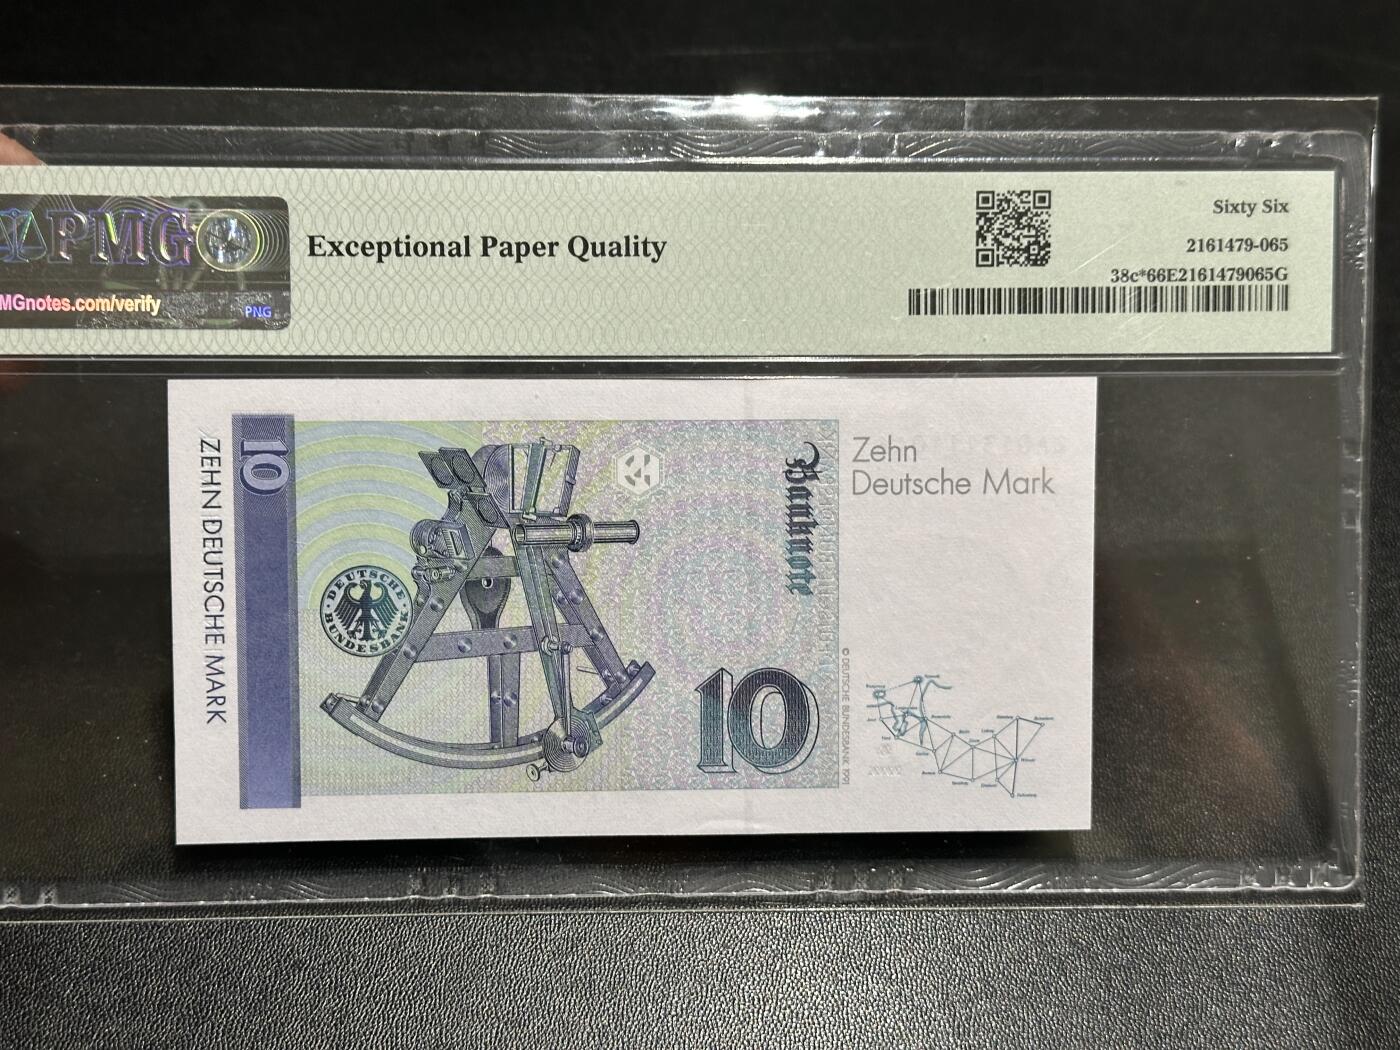 PMG
MGnotes.com/verify
PNG
Exceptional Paper Quality
Sixty Six
2161479-065
38c*66E2161479065G
ZEHN DEUTSCHE MARK
10
DEUTSCHE
BUNDESBANK
Banknote
10
© DEUTSCHE BUNDESBANK 1991
Zehn
Deutsche Mark